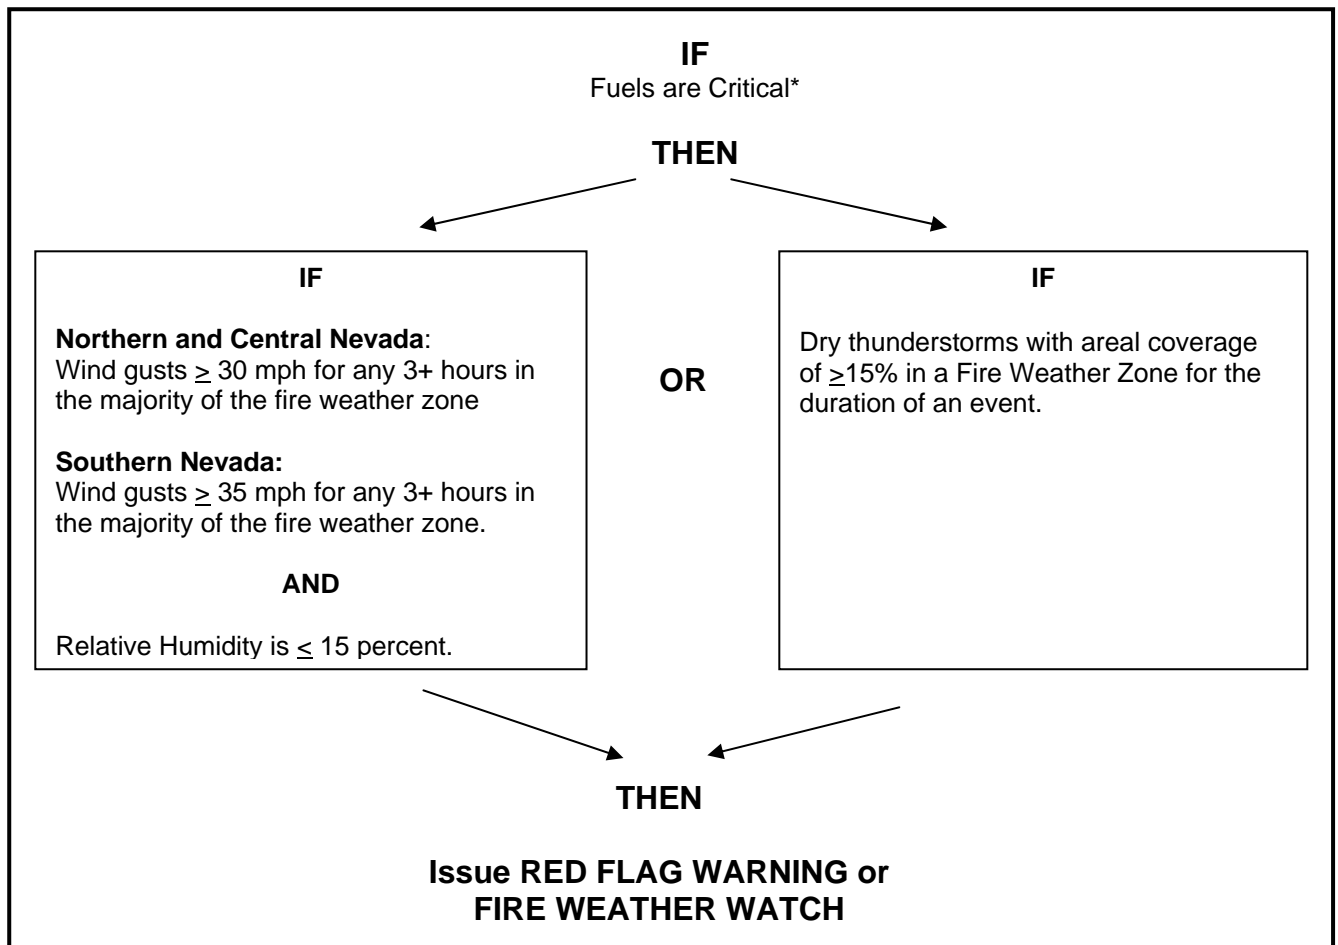 IF
Fuels are Critical*
THEN
IF
Northern and Central Nevada:
Wind gusts ≥ 30 mph for any 3+ hours in
the majority of the fire weather zone
Southern Nevada:
Wind gusts ≥ 35 mph for any 3+ hours in
the majority of the fire weather zone.
AND
Relative Humidity is ≤ 15 percent.
OR
IF
Dry thunderstorms with areal coverage
of ≥15% in a Fire Weather Zone for the
duration of an event.
THEN
Issue RED FLAG WARNING or
FIRE WEATHER WATCH